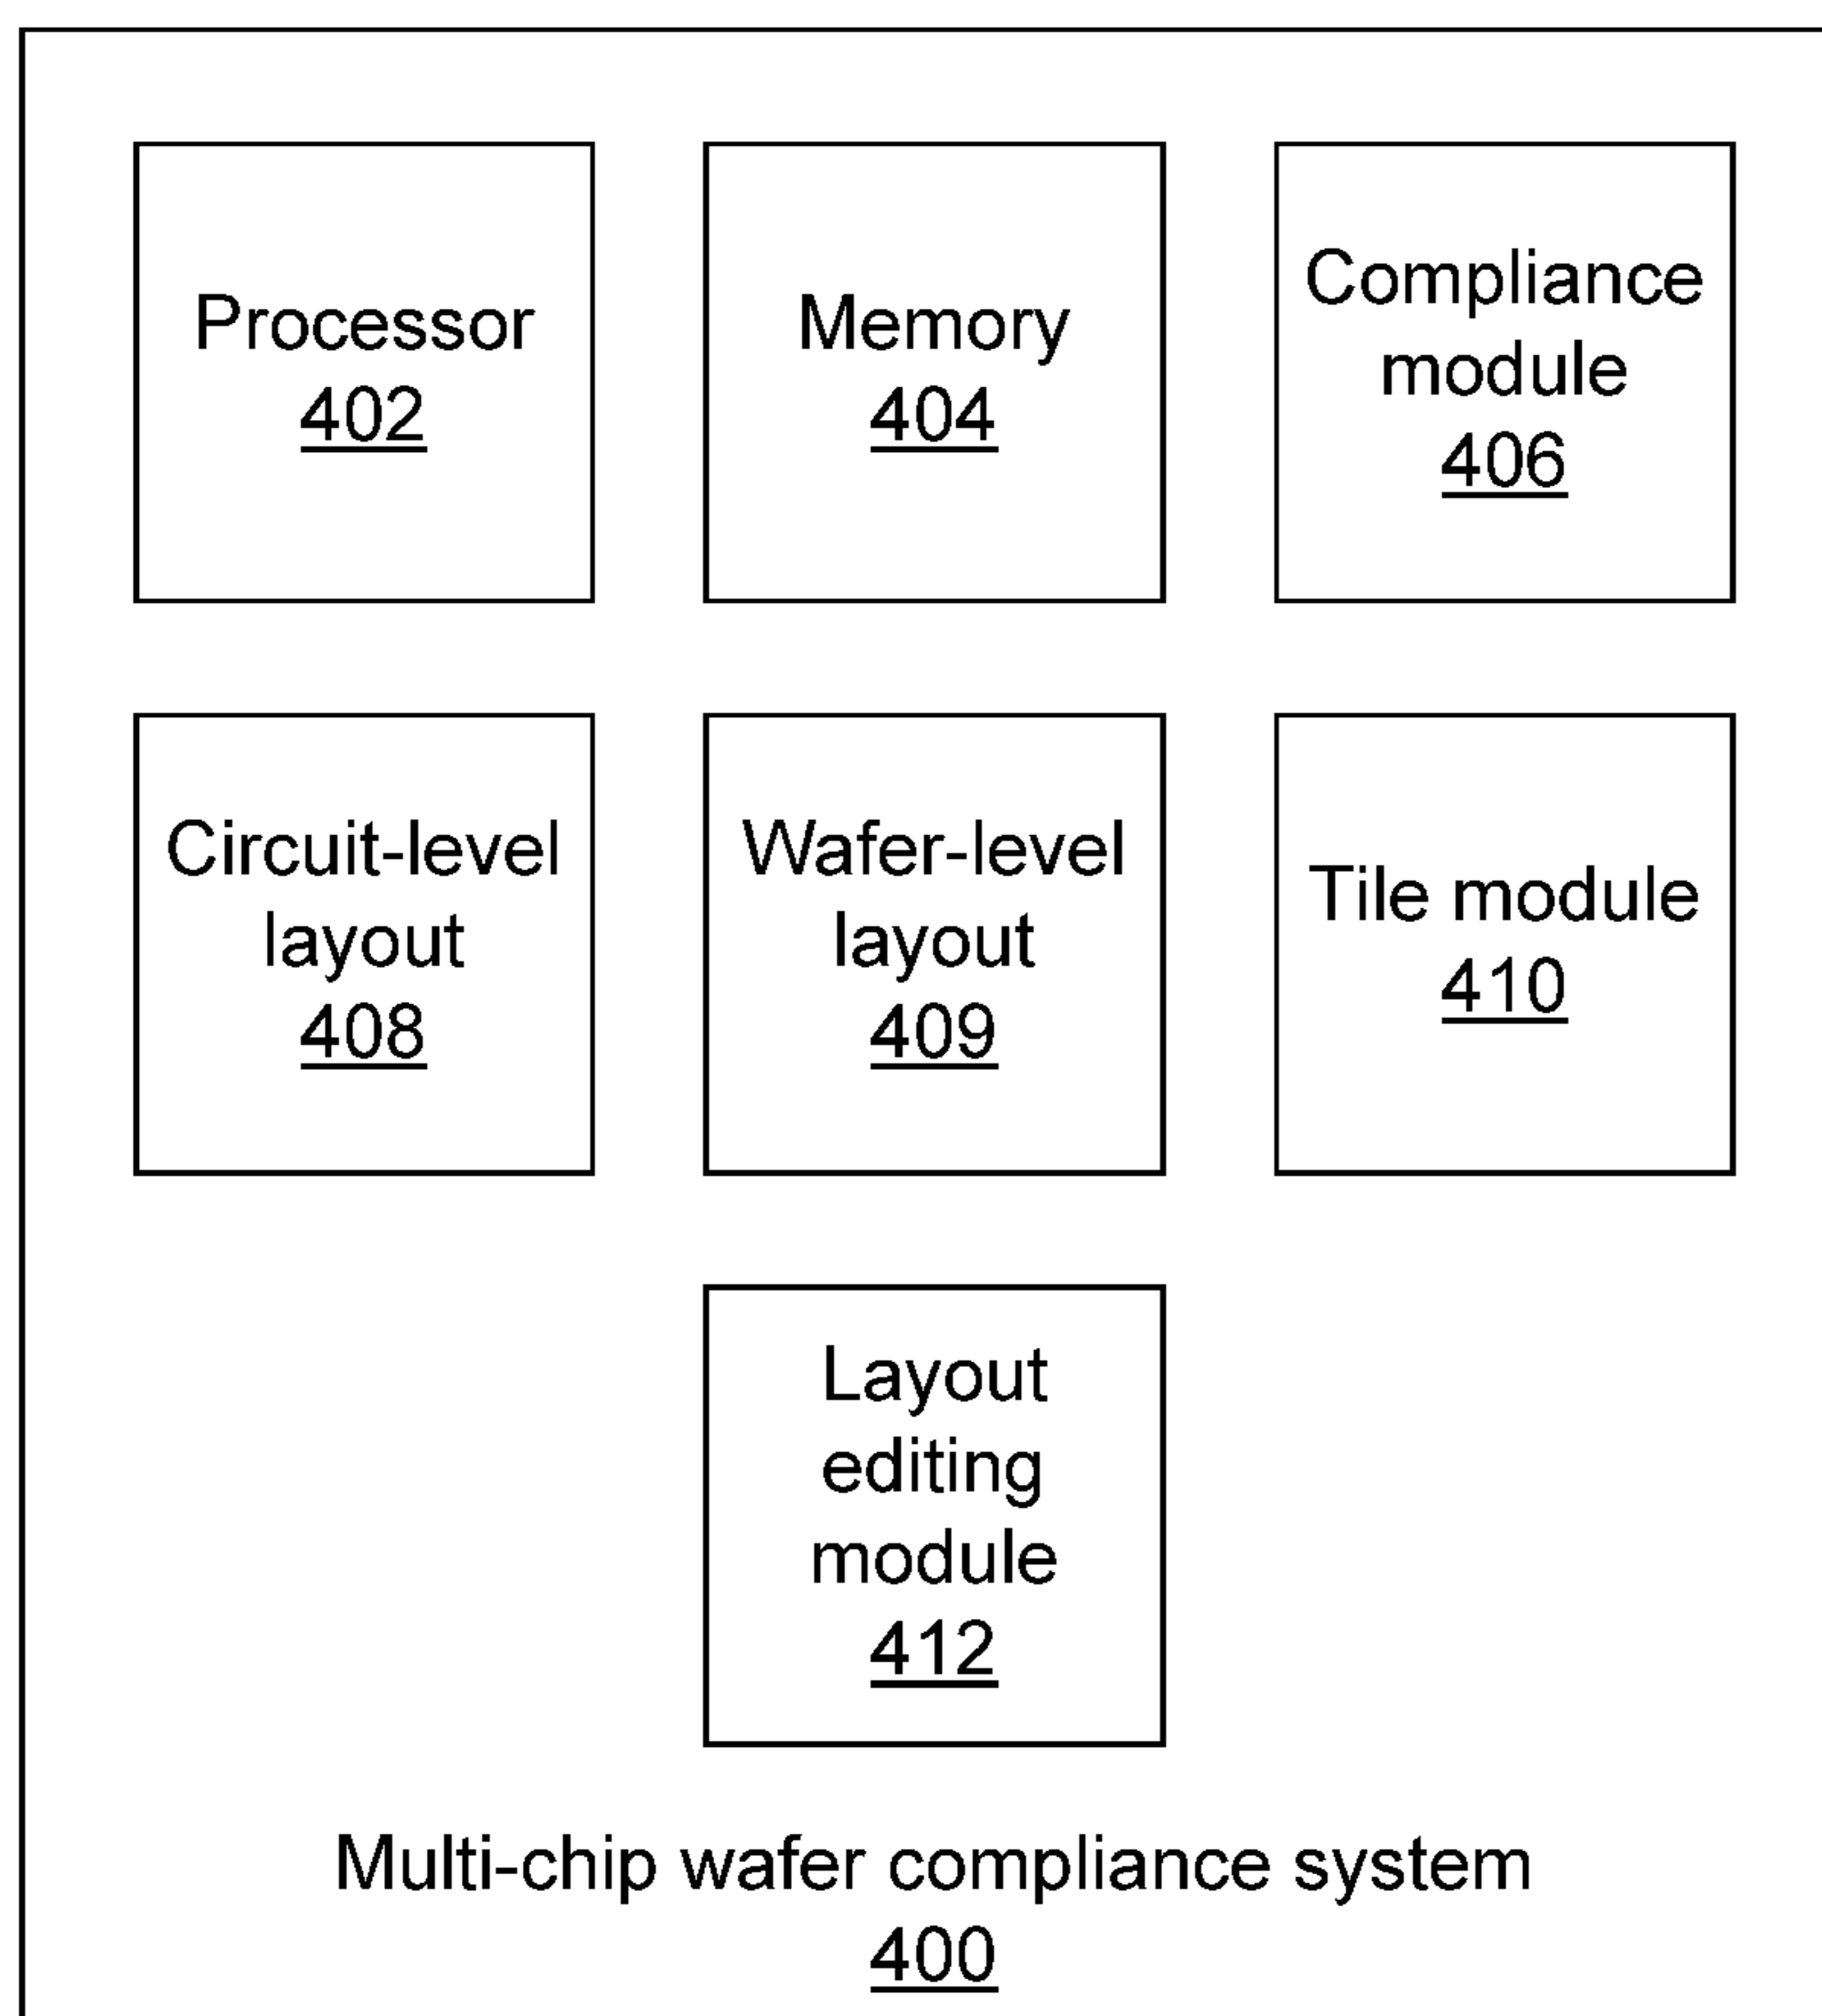 Processor
402
Memory
404
Compliance
module
406
Circuit-level
layout
408
Wafer-level
layout
409
Tile module
410
Layout
editing
module
412
Multi-chip wafer compliance system
400